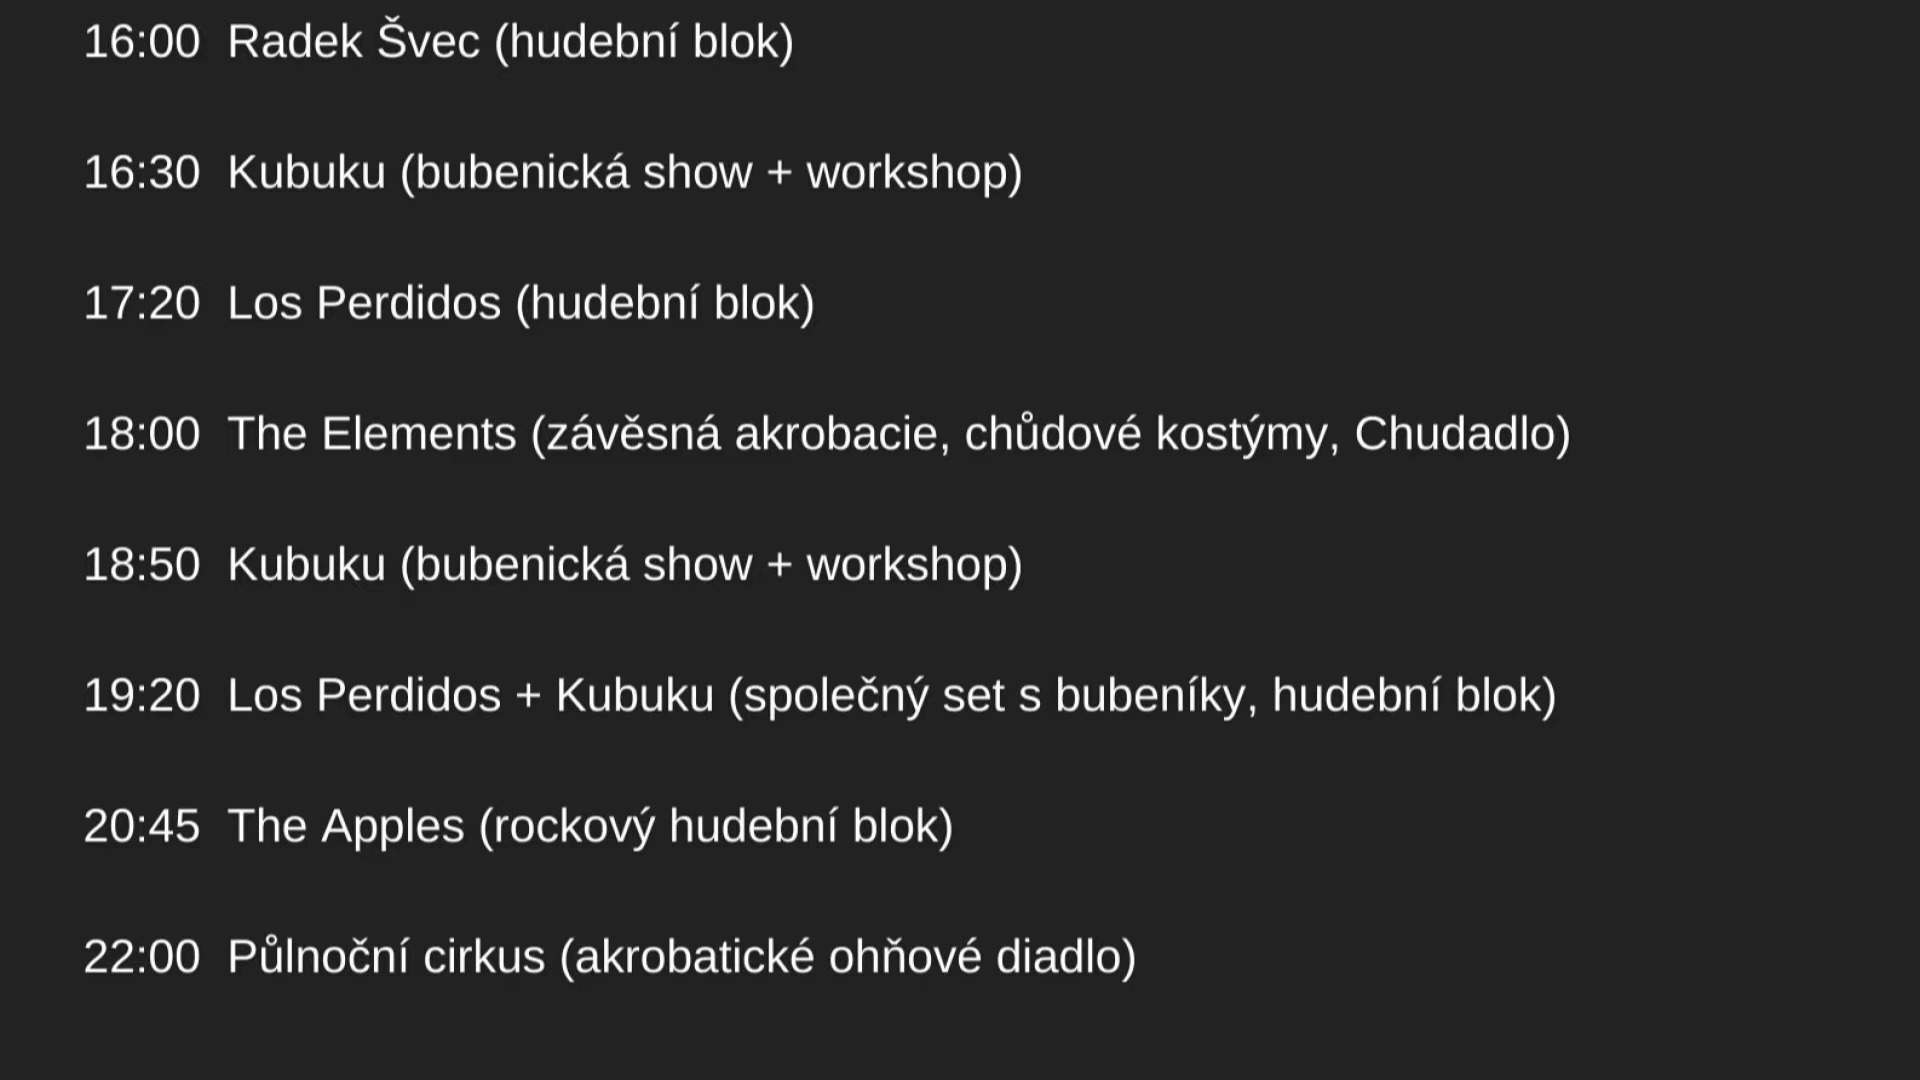 16:00 Radek Švec (hudební blok)
16:30 Kubuku (bubenická show + workshop)
17:20 Los Perdidos (hudební blok)
18:00 The Elements (závěsná akrobacie, chůdové kostýmy, Chudadlo)
18:50 Kubuku (bubenická show + workshop)
19:20 Los Perdidos + Kubuku (společný set s bubeníky, hudební blok)
20:45 The Apples (rockový hudební blok)
22:00 Půlnoční cirkus (akrobatické ohňové diadlo)